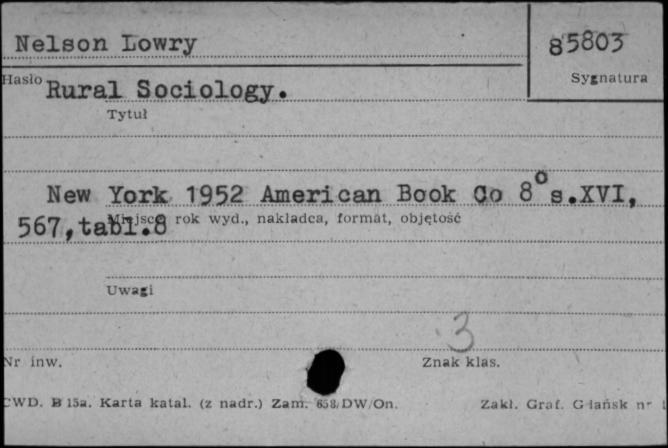 Nelson Lowry
85803
Hasło
Sygnatura
Rural Sociology.
Tytuł
New York 1952 American Book Co 8° s.XVI,
Miejsce rok wyd., nakładca, format, objętość
567,tabl.8
Uwagi
3
Nr inw.
Znak klas.
CWD. B 15a. Karta katal. (z nadr.) Zam. 658/DW/On.
Zakł. Graf. Gdańsk nr